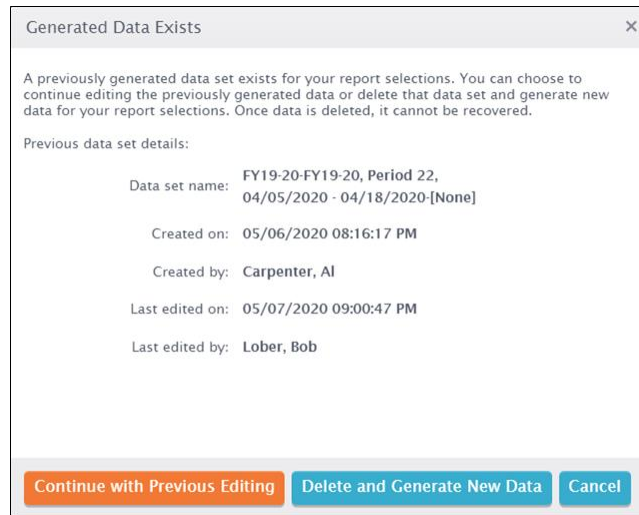 Generated Data Exists ×
A previously generated data set exists for your report selections. You can choose to
continue editing the previously generated data or delete that data set and generate new
data for your report selections. Once data is deleted, it cannot be recovered.
Previous data set details:
Data set name: FY19-20-FY19-20, Period 22,
04/05/2020 - 04/18/2020-[None]
Created on: 05/06/2020 08:16:17 PM
Created by: Carpenter, Al
Last edited on: 05/07/2020 09:00:47 PM
Last edited by: Lober, Bob
Continue with Previous Editing Delete and Generate New Data Cancel